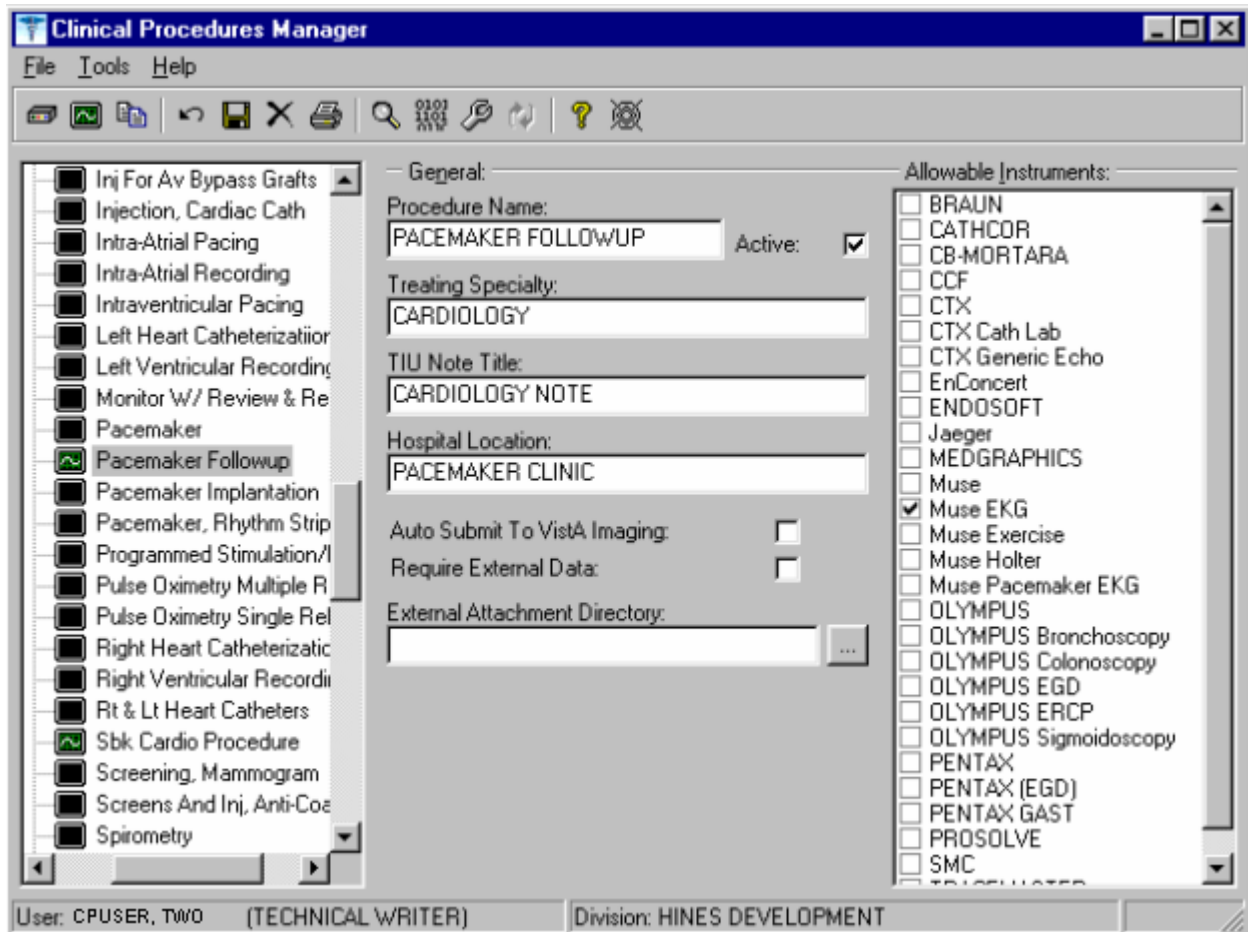 Clinical Procedures Manager
File Tools Help
Inj For Av Bypass Grafts
Injection, Cardiac Cath
Intra-Atrial Pacing
Intra-Atrial Recording
Intraventricular Pacing
Left Heart Catheterizatiior
Left Ventricular Recording
Monitor W/ Review & Re
Pacemaker
Pacemaker Followup
Pacemaker Implantation
Pacemaker, Rhythm Strip
Programmed Stimulation/
Pulse Oximetry Multiple R
Pulse Oximetry Single Rel
Right Heart Catheterizatic
Right Ventricular Recordi
Rt & Lt Heart Catheters
Sbk Cardio Procedure
Screening, Mammogram
Screens And Inj, Anti-Coa
Spirometry
General:
Procedure Name:
PACEMAKER FOLLOWUP
Active:
Treating Specialty:
CARDIOLOGY
TIU Note Title:
CARDIOLOGY NOTE
Hospital Location:
PACEMAKER CLINIC
Auto Submit To VistA Imaging:
Require External Data:
External Attachment Directory:
...
Allowable Instruments:
BRAUN
CATHCOR
CB-MORTARA
CCF
CTX
CTX Cath Lab
CTX Generic Echo
EnConcert
ENDOSOFT
Jaeger
MEDGRAPHICS
Muse
Muse EKG
Muse Exercise
Muse Holter
Muse Pacemaker EKG
OLYMPUS
OLYMPUS Bronchoscopy
OLYMPUS Colonoscopy
OLYMPUS EGD
OLYMPUS ERCP
OLYMPUS Sigmoidoscopy
PENTAX
PENTAX (EGD)
PENTAX GAST
PROSOLVE
SMC
User: CPUSER, TWO (TECHNICAL WRITER)
Division: HINES DEVELOPMENT